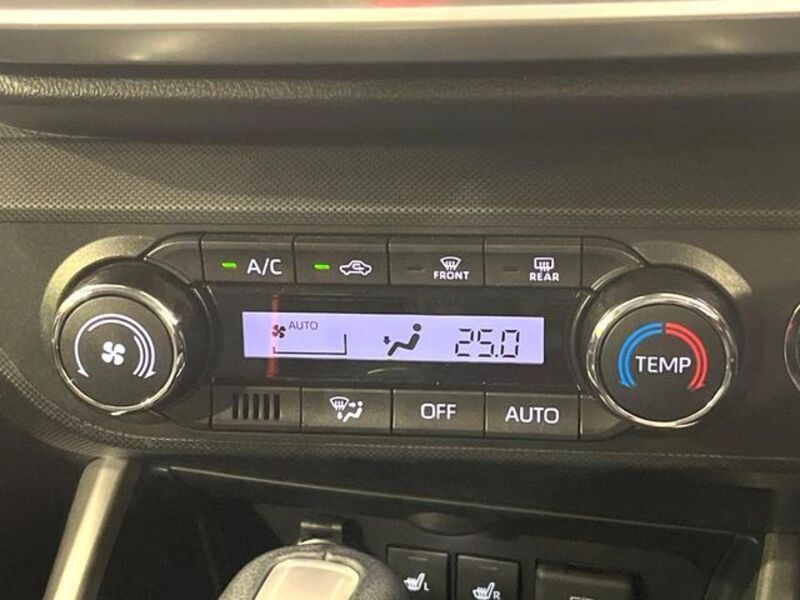 A/C FRONT REAR
AUTO 25.0
TEMP
OFF AUTO
L R